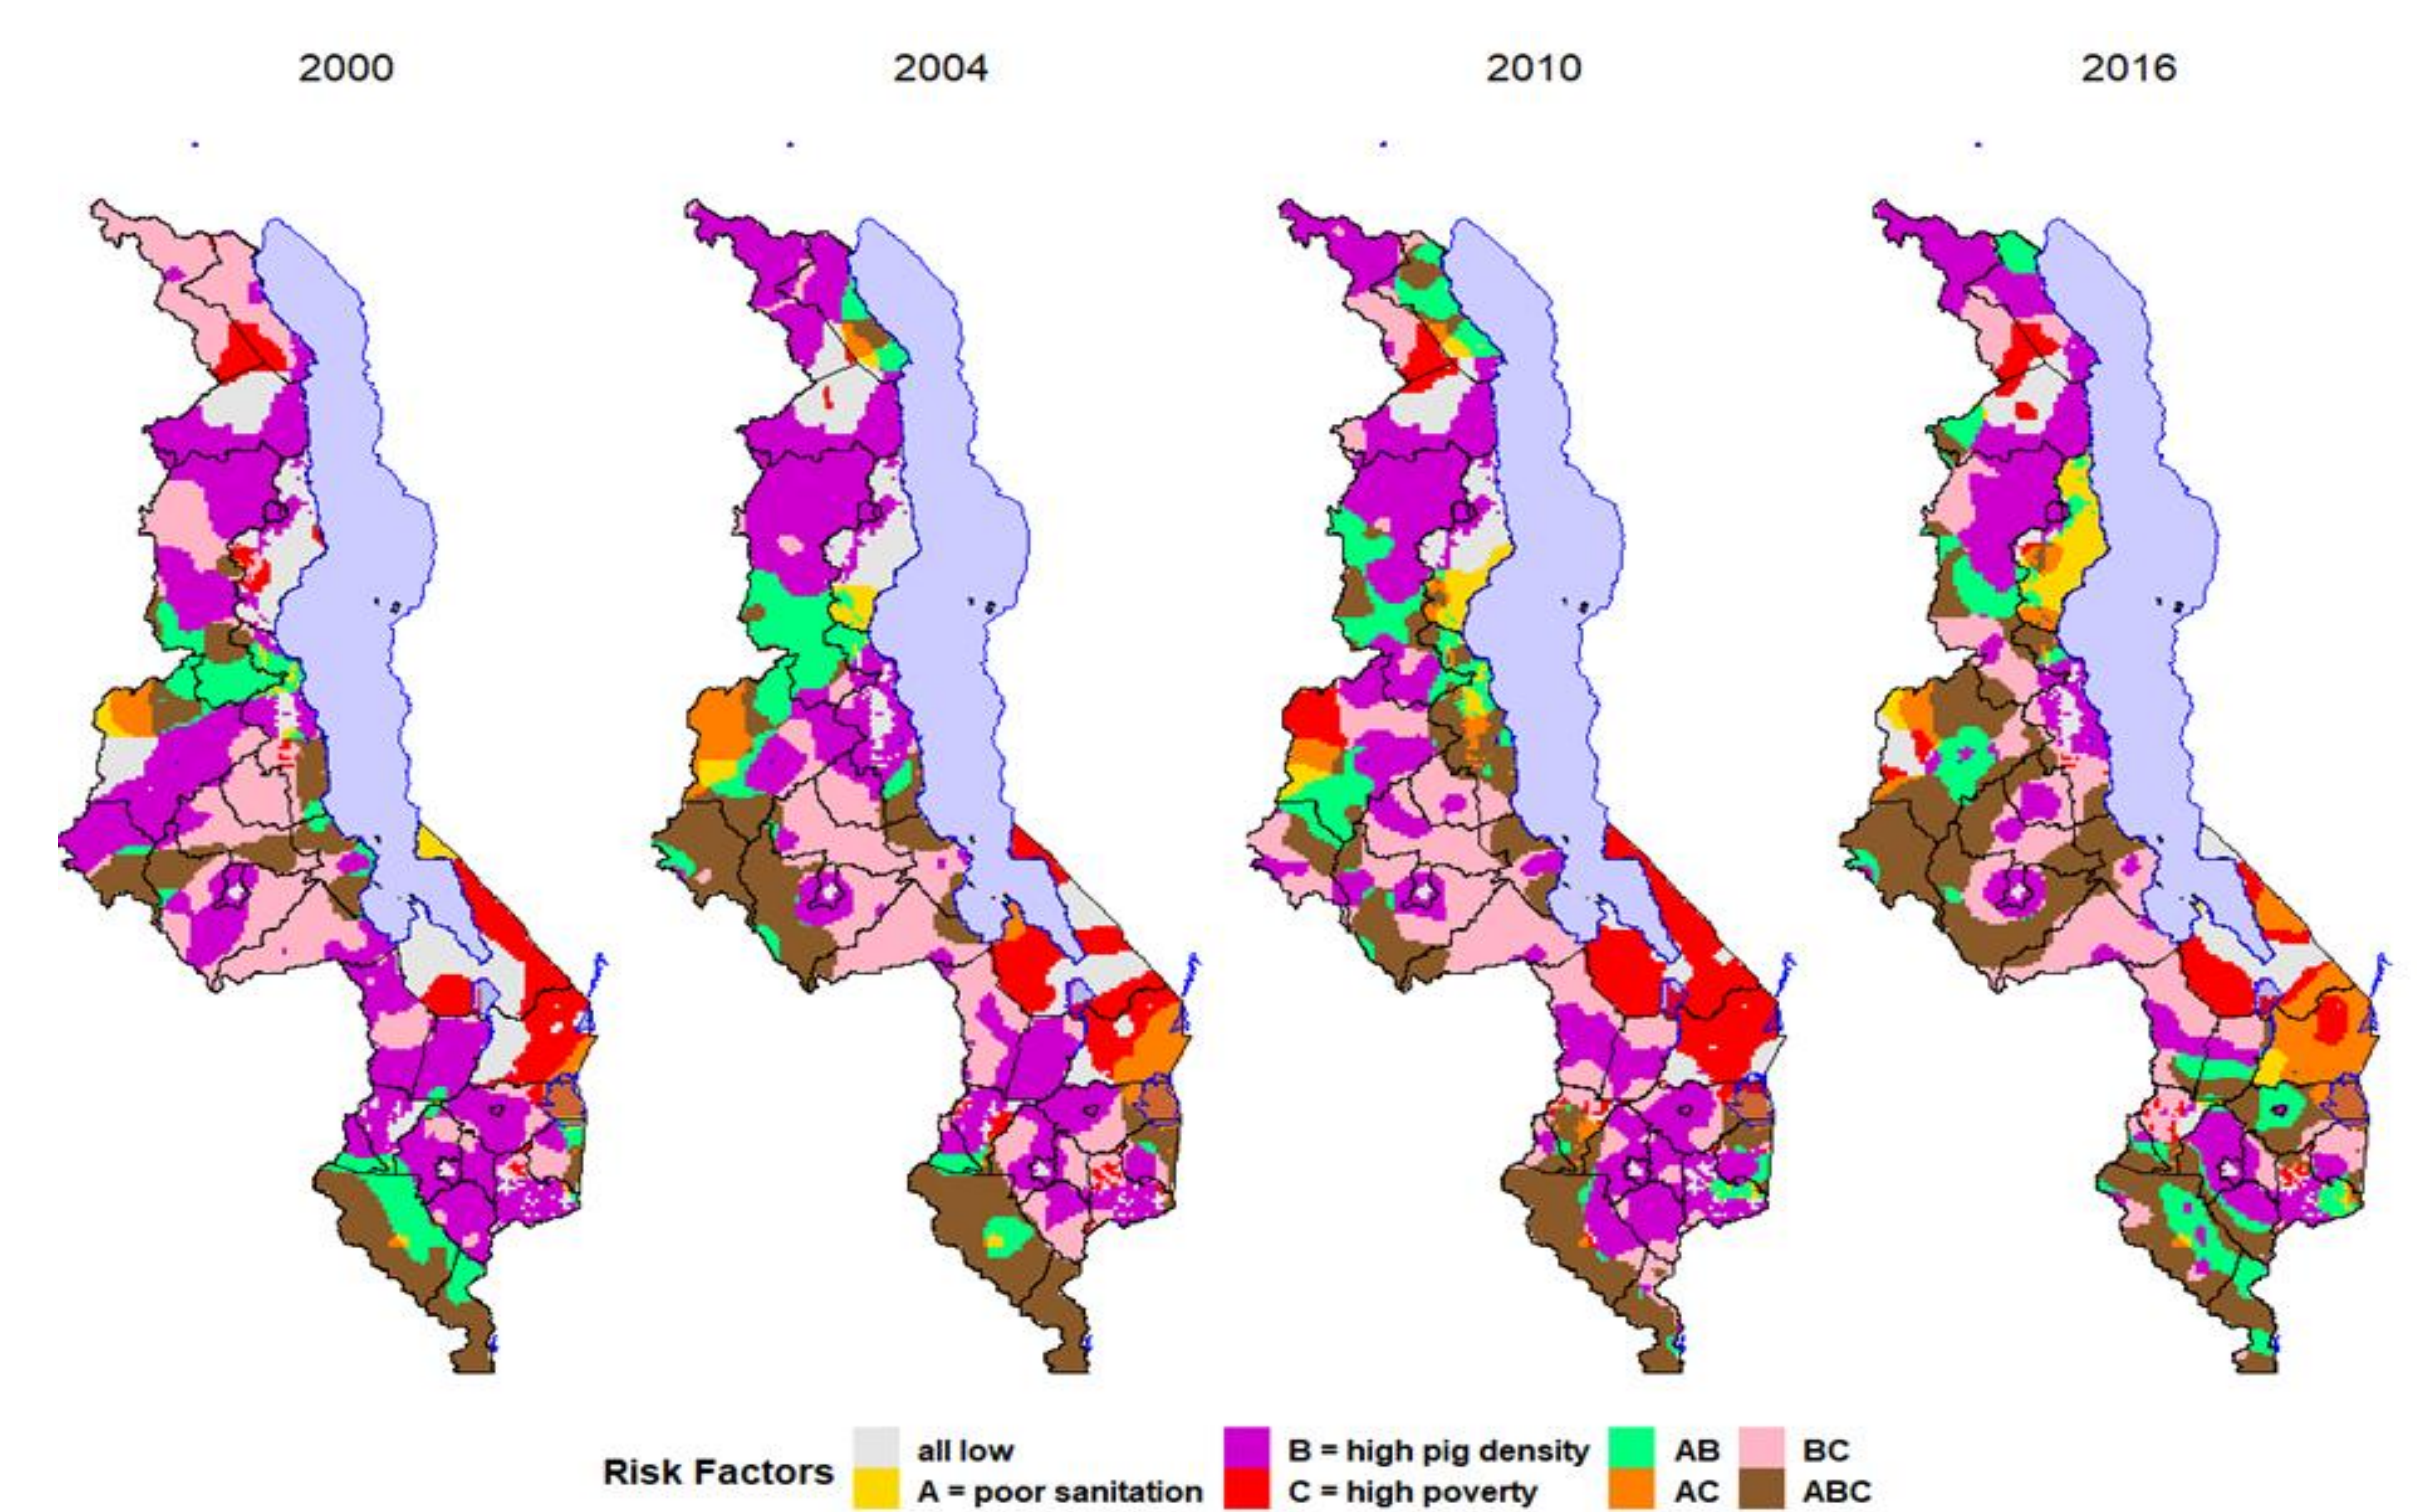 2000 2004 2010 2016
Risk Factors
all low
A = poor sanitation
B = high pig density
C = high poverty
AB
AC
BC
ABC